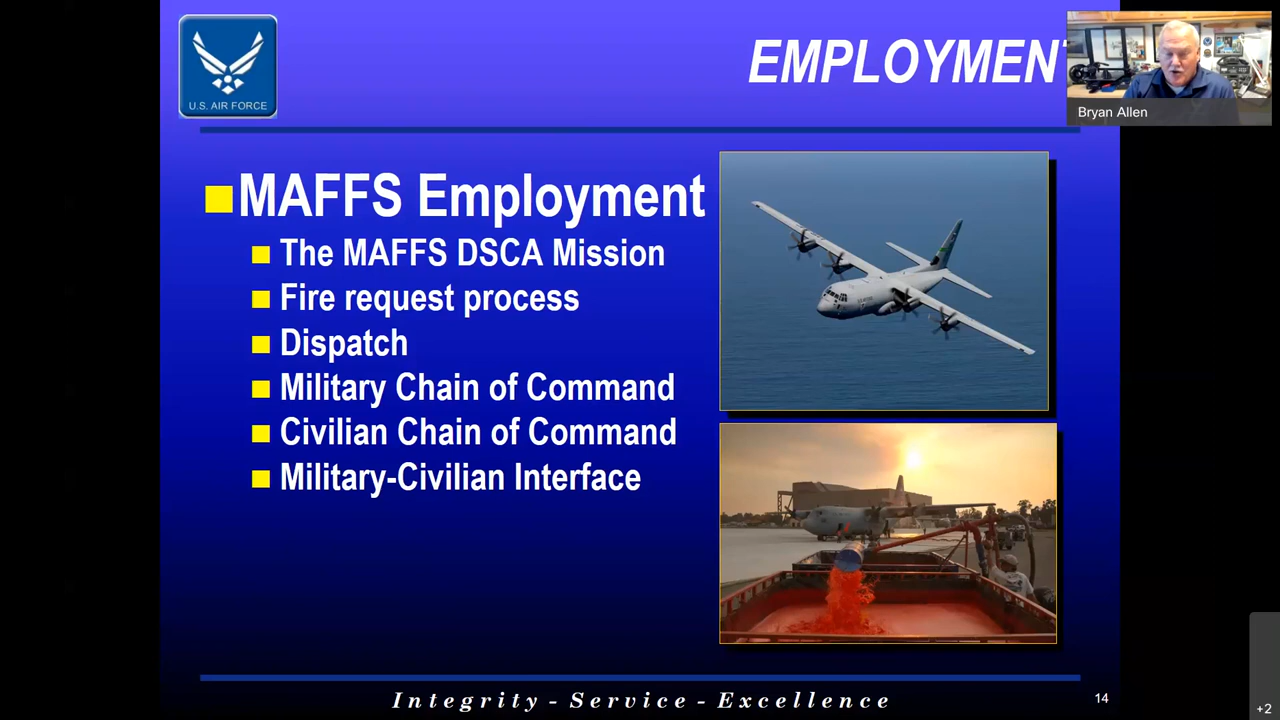 EMPLOYMENT
Bryan Allen
U.S. AIR FORCE
MAFFS Employment
The MAFFS DSCA Mission
Fire request process
Dispatch
Military Chain of Command
Civilian Chain of Command
Military-Civilian Interface
Integrity - Service - Excellence
14
+2